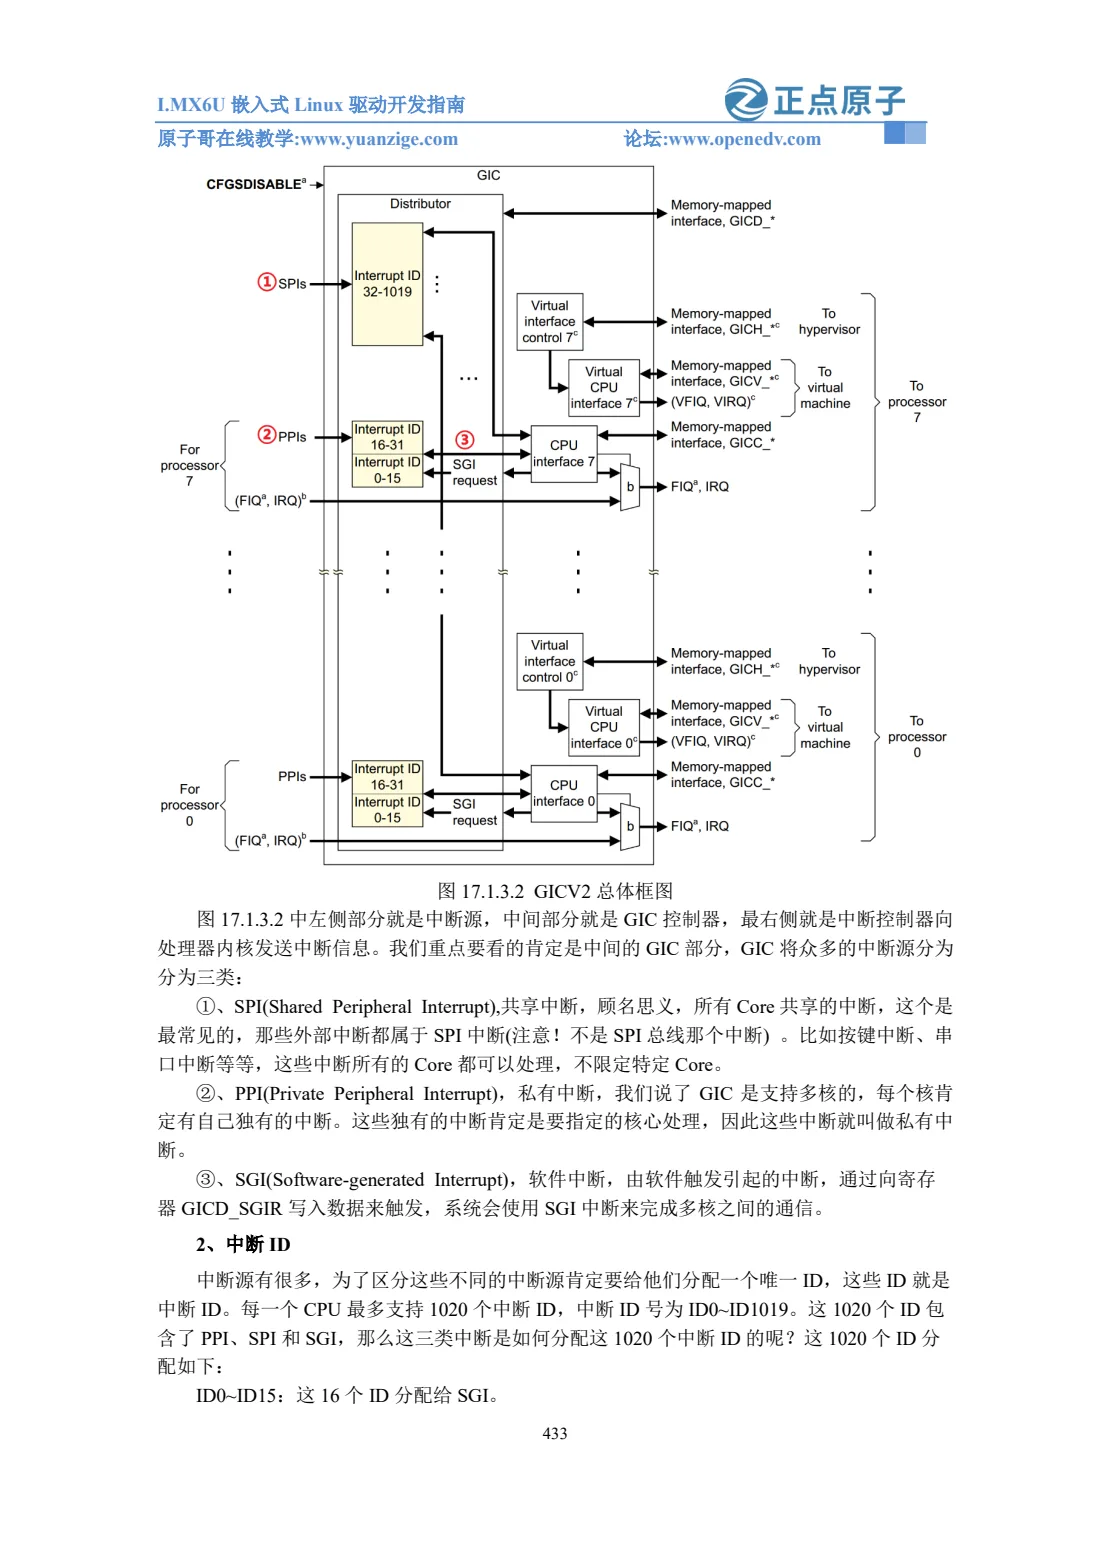 I.MX6U 嵌入式 Linux 驱动开发指南
正点原子
原子哥在线教学:www.yuanzige.com 论坛:www.openedv.com
GIC
CFGSDISABLEᵃ
Distributor
Memory-mapped
interface, GICD_*
Interrupt ID
32-1019
① SPIs
Virtual
interface
control 7ᶜ
Memory-mapped
interface, GICH_*ᶜ
To
hypervisor
Virtual
CPU
interface 7ᶜ
Memory-mapped
interface, GICV_*ᶜ
(VFIQ, VIRQ)ᶜ
To
virtual
machine
To
processor
7
② PPIs
Interrupt ID
16-31
Interrupt ID
0-15
③
SGI
request
CPU
interface 7
Memory-mapped
interface, GICC_*
For
processor
7
(FIQᵃ, IRQ)ᵇ
b
FIQᵃ, IRQ
Virtual
interface
control 0ᶜ
Memory-mapped
interface, GICH_*ᶜ
To
hypervisor
Virtual
CPU
interface 0ᶜ
Memory-mapped
interface, GICV_*ᶜ
(VFIQ, VIRQ)ᶜ
To
virtual
machine
To
processor
0
PPIs
Interrupt ID
16-31
Interrupt ID
0-15
SGI
request
CPU
interface 0
Memory-mapped
interface, GICC_*
For
processor
0
(FIQᵃ, IRQ)ᵇ
b
FIQᵃ, IRQ
图 17.1.3.2 GICV2 总体框图
图 17.1.3.2 中左侧部分就是中断源，中间部分就是 GIC 控制器，最右侧就是中断控制器向
处理器内核发送中断信息。我们重点要看的肯定是中间的 GIC 部分，GIC 将众多的中断源分为
分为三类：
①、SPI(Shared Peripheral Interrupt),共享中断，顾名思义，所有 Core 共享的中断，这个是
最常见的，那些外部中断都属于 SPI 中断(注意！不是 SPI 总线那个中断) 。比如按键中断、串
口中断等等，这些中断所有的 Core 都可以处理，不限定特定 Core。
②、PPI(Private Peripheral Interrupt)，私有中断，我们说了 GIC 是支持多核的，每个核肯
定有自己独有的中断。这些独有的中断肯定是要指定的核心处理，因此这些中断就叫做私有中
断。
③、SGI(Software-generated Interrupt)，软件中断，由软件触发引起的中断，通过向寄存
器 GICD_SGIR 写入数据来触发，系统会使用 SGI 中断来完成多核之间的通信。
2、中断 ID
中断源有很多，为了区分这些不同的中断源肯定要给他们分配一个唯一 ID，这些 ID 就是
中断 ID。每一个 CPU 最多支持 1020 个中断 ID，中断 ID 号为 ID0~ID1019。这 1020 个 ID 包
含了 PPI、SPI 和 SGI，那么这三类中断是如何分配这 1020 个中断 ID 的呢？这 1020 个 ID 分
配如下：
ID0~ID15：这 16 个 ID 分配给 SGI。
433